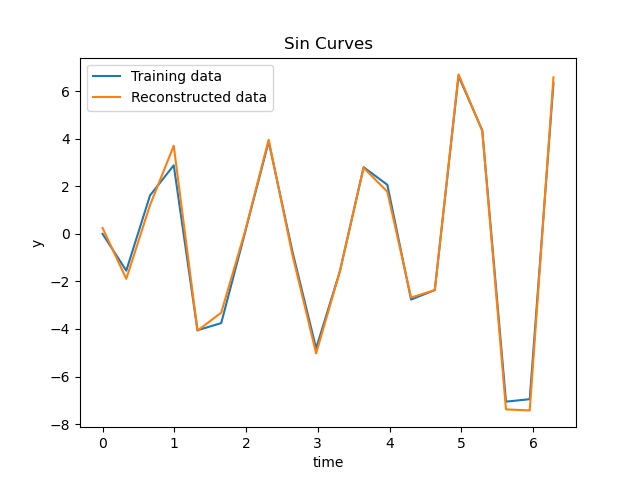 Sin Curves
Training data
Reconstructed data
6
4
2
0
−2
−4
−6
−8
y
0 1 2 3 4 5 6
time